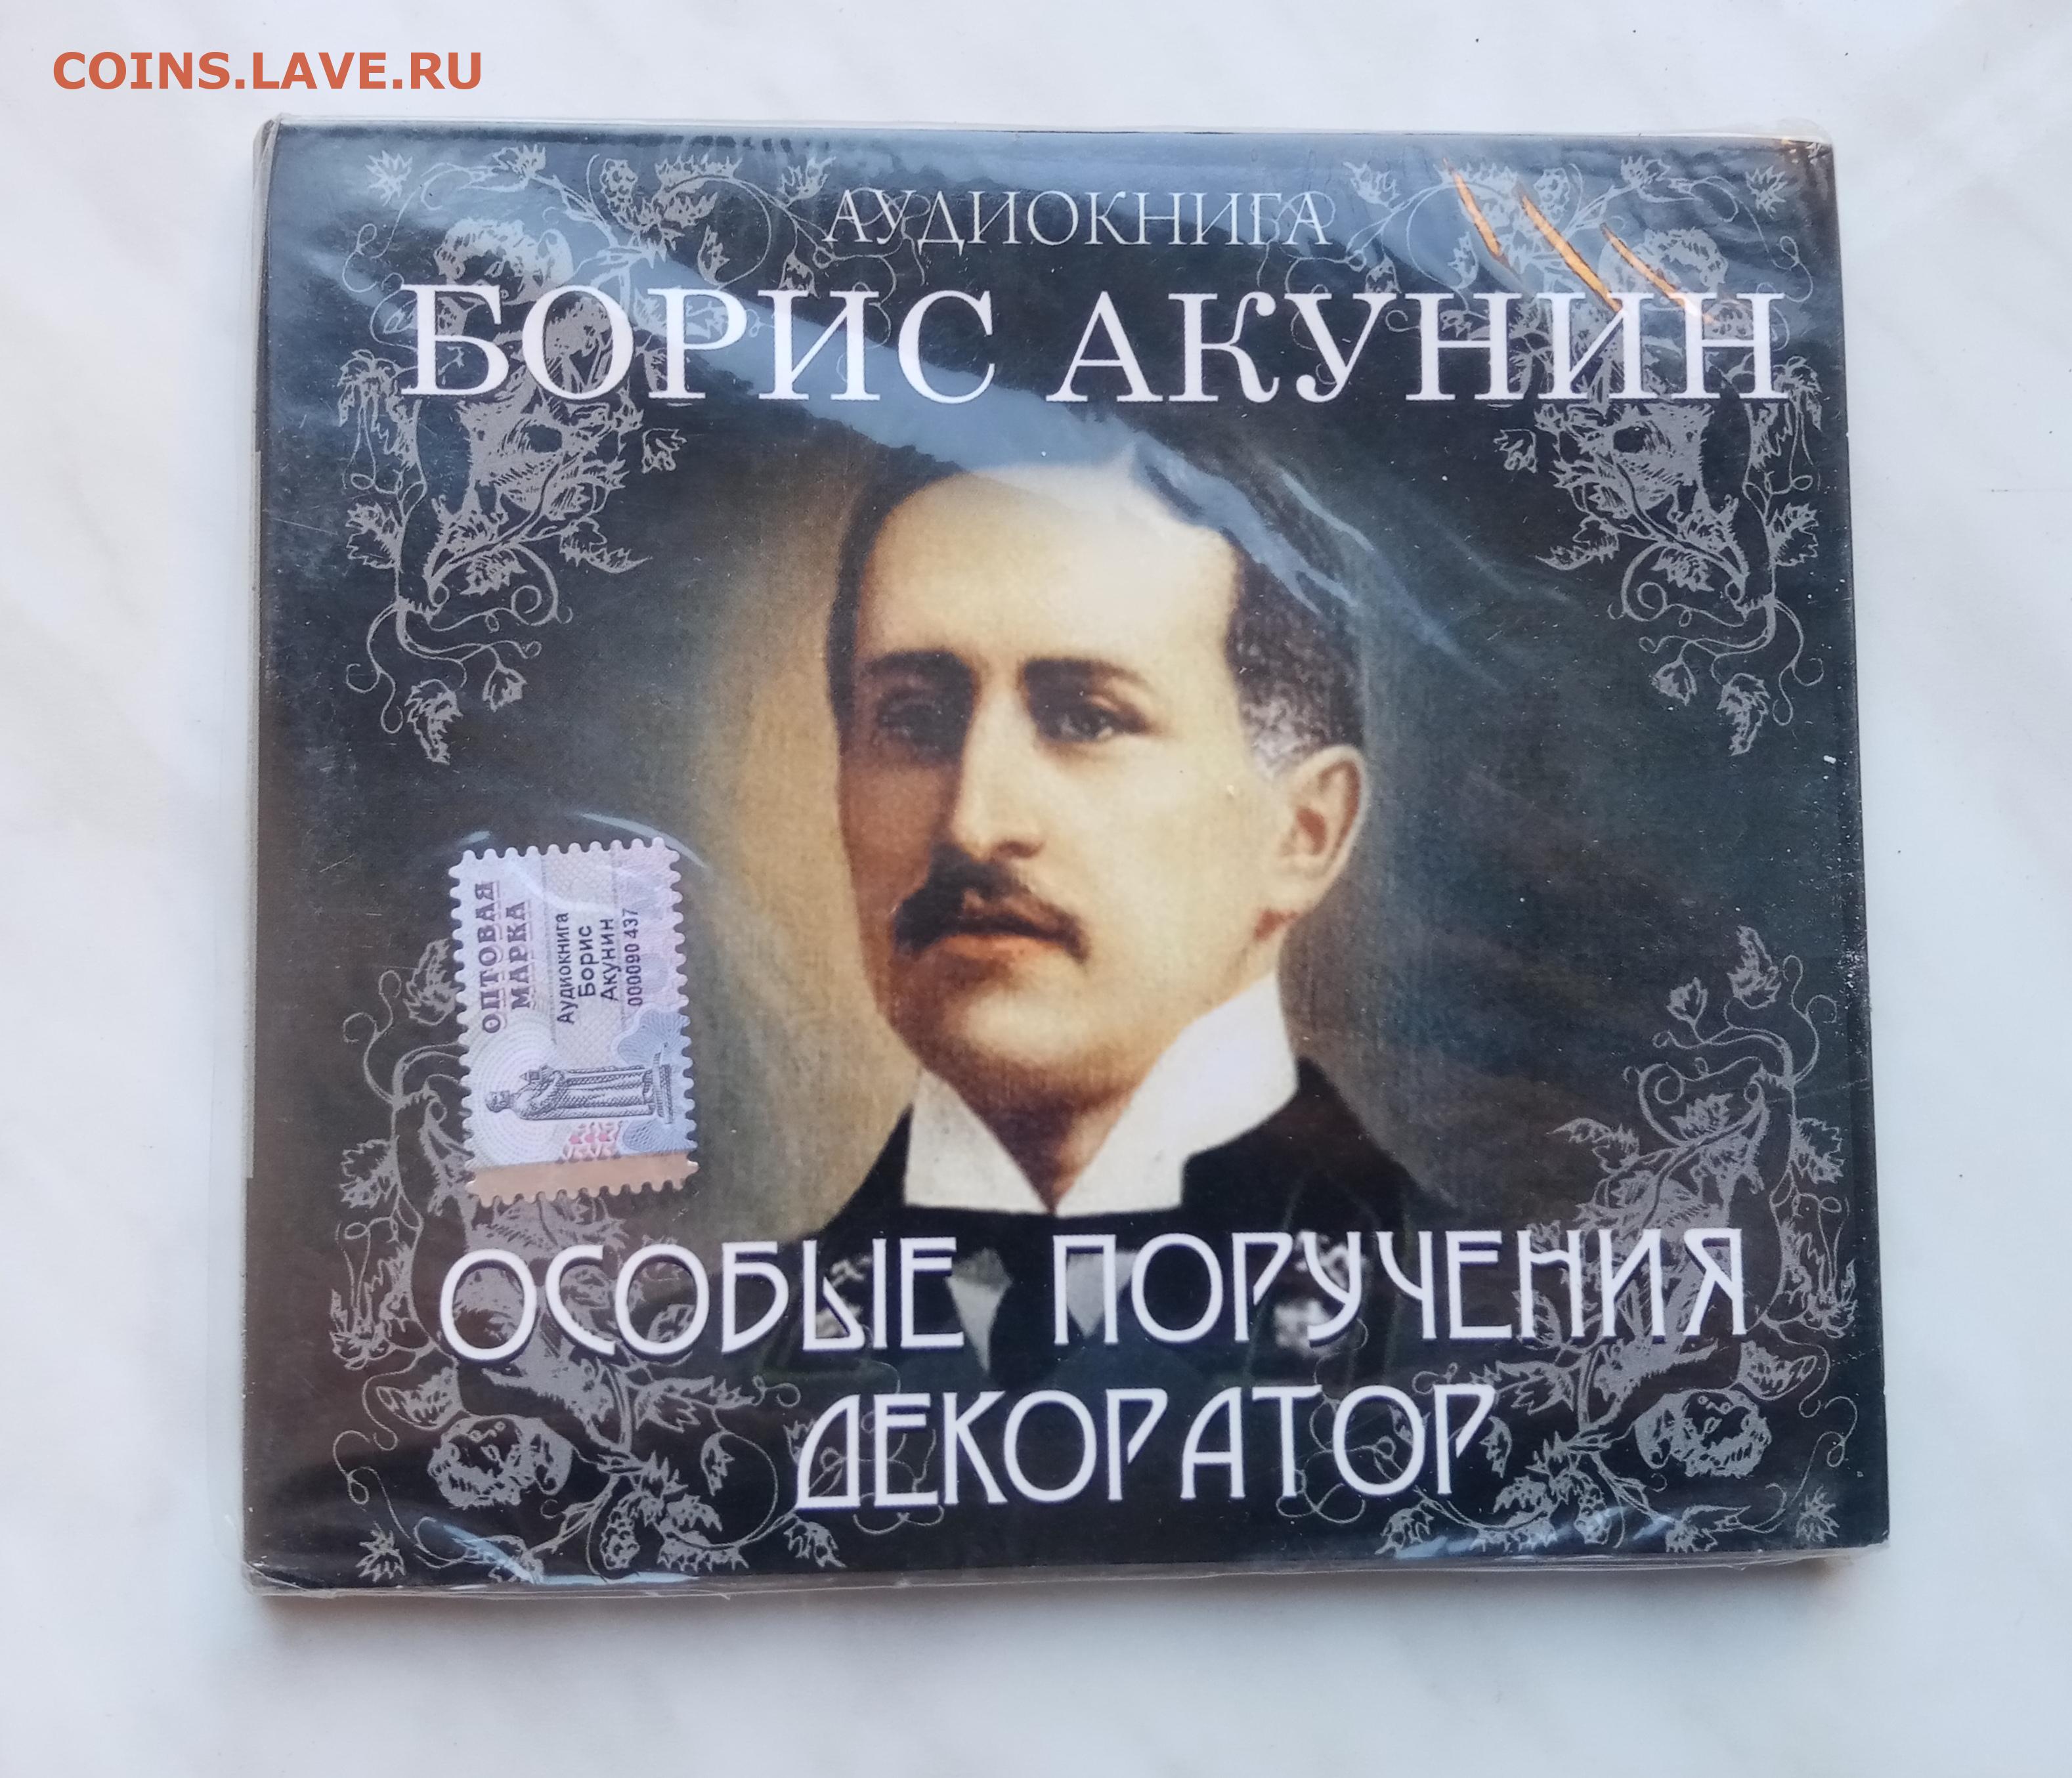 COINS.LAVE.RU
АУДИОКНИГА
БОРИС АКУНИН
ОПТОВАЯ
МАРКА
Аудиокнига
Борис
Акунин
000090 437
ОСОБЫЕ ПОРУЧЕНИЯ
ДЕКОРАТОР